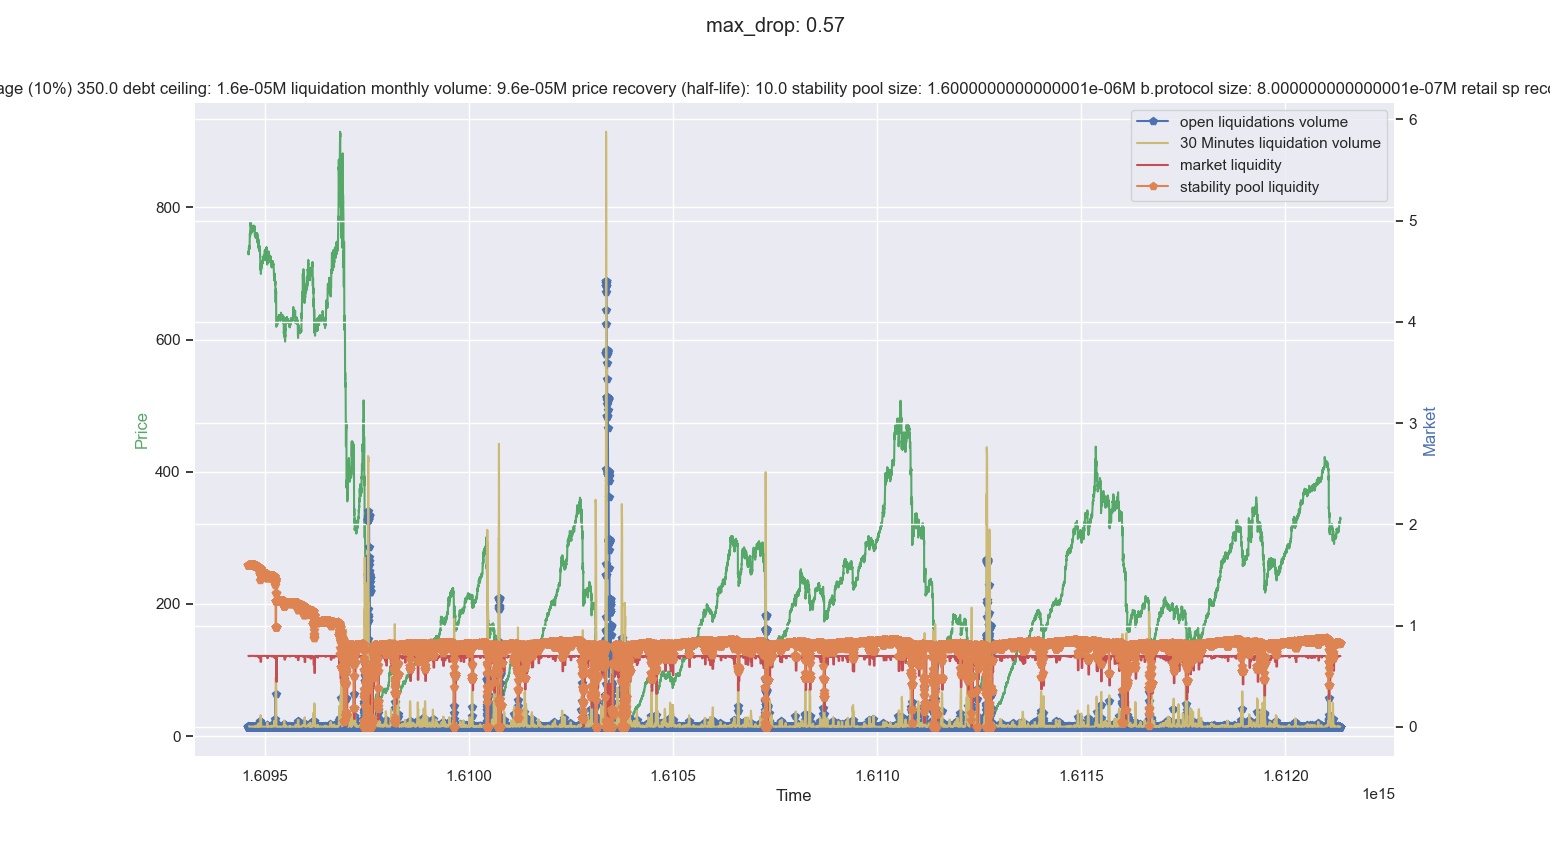 max_drop: 0.57
age (10%) 350.0 debt ceiling: 1.6e-05M liquidation monthly volume: 9.6e-05M price recovery (half-life): 10.0 stability pool size: 1.6000000000000001e-06M b.protocol size: 8.000000000000001e-07M retail sp reco
open liquidations volume
30 Minutes liquidation volume
market liquidity
stability pool liquidity
800
600
400
200
0
Price
6
5
4
3
2
1
0
Market
1.6095 1.6100 1.6105 1.6110 1.6115 1.6120
1e15
Time